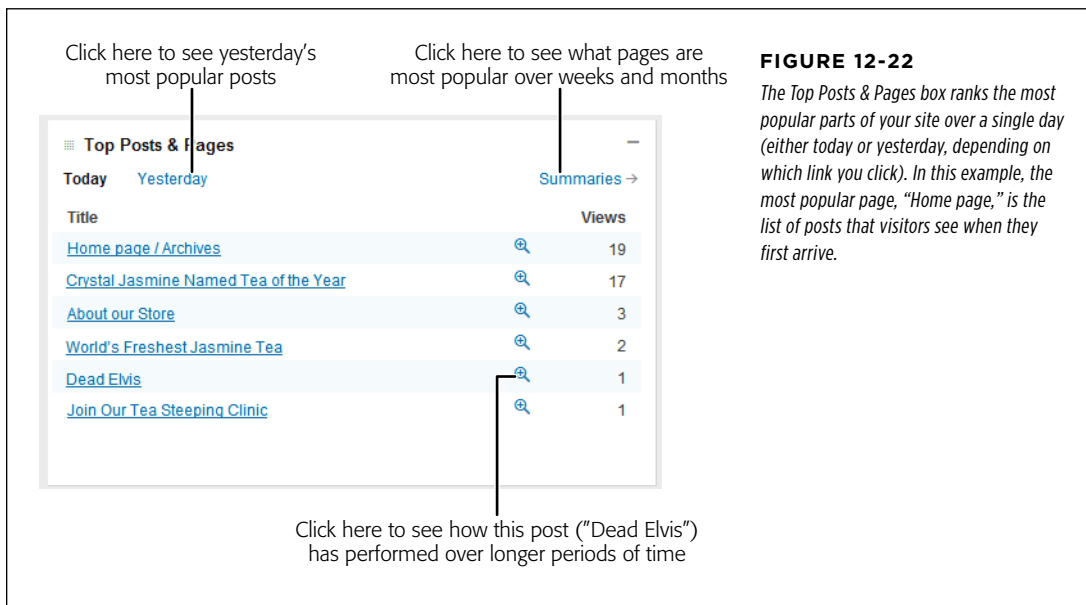 Click here to see yesterday's
most popular posts
Click here to see what pages are
most popular over weeks and months
Top Posts & Pages
Today Yesterday Summaries →
Title Views
Home page / Archives 19
Crystal Jasmine Named Tea of the Year 17
About our Store 3
World's Freshest Jasmine Tea 2
Dead Elvis 1
Join Our Tea Steeping Clinic 1
Click here to see how this post ("Dead Elvis")
has performed over longer periods of time
FIGURE 12-22
The Top Posts & Pages box ranks the most
popular parts of your site over a single day
(either today or yesterday, depending on
which link you click). In this example, the
most popular page, “Home page,” is the
list of posts that visitors see when they
first arrive.